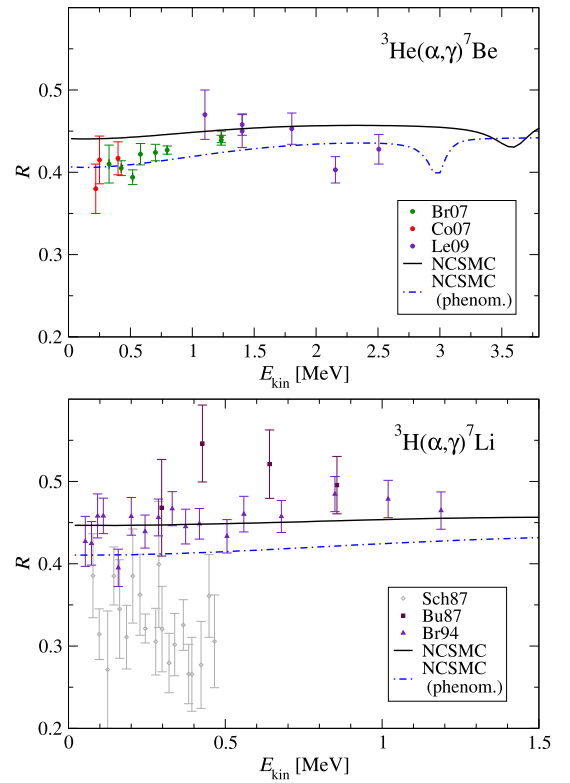 ³He(α,γ)⁷Be
0.5
0.4
0.3
0.2
R
Br07
Co07
Le09
NCSMC
NCSMC
(phenom.)
0 0.5 1 1.5 2 2.5 3 3.5
E_kin [MeV]
³H(α,γ)⁷Li
0.5
0.4
0.3
0.2
R
Sch87
Bu87
Br94
NCSMC
NCSMC
(phenom.)
0 0.5 1 1.5
E_kin [MeV]